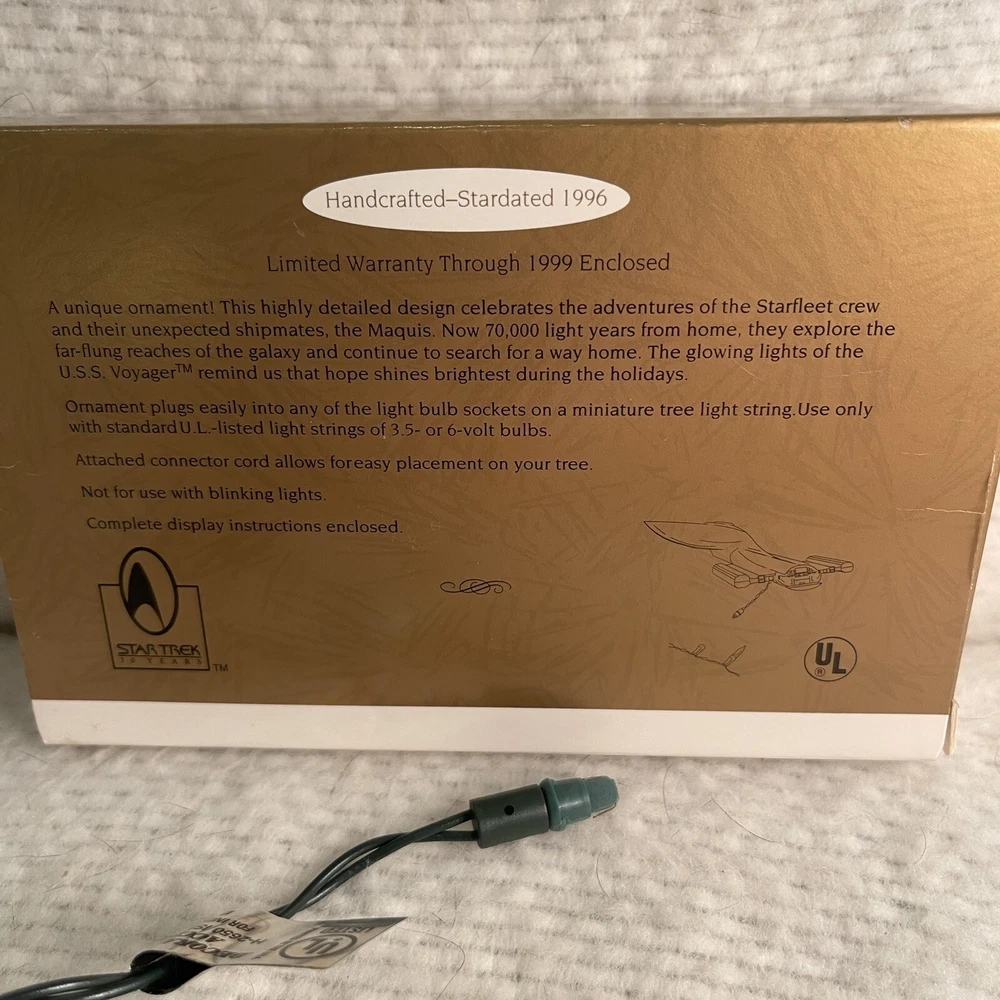 Handcrafted–Stardated 1996
Limited Warranty Through 1999 Enclosed
A unique ornament! This highly detailed design celebrates the adventures of the Starfleet crew
and their unexpected shipmates, the Maquis. Now 70,000 light years from home, they explore the
far-flung reaches of the galaxy and continue to search for a way home. The glowing lights of the
U.S.S. Voyager™ remind us that hope shines brightest during the holidays.
Ornament plugs easily into any of the light bulb sockets on a miniature tree light string.Use only
with standard U.L.-listed light strings of 3.5- or 6-volt bulbs.
Attached connector cord allows foreasy placement on your tree.
Not for use with blinking lights.
Complete display instructions enclosed.
STAR TREK
30 YEARS ™
UL ®
UL